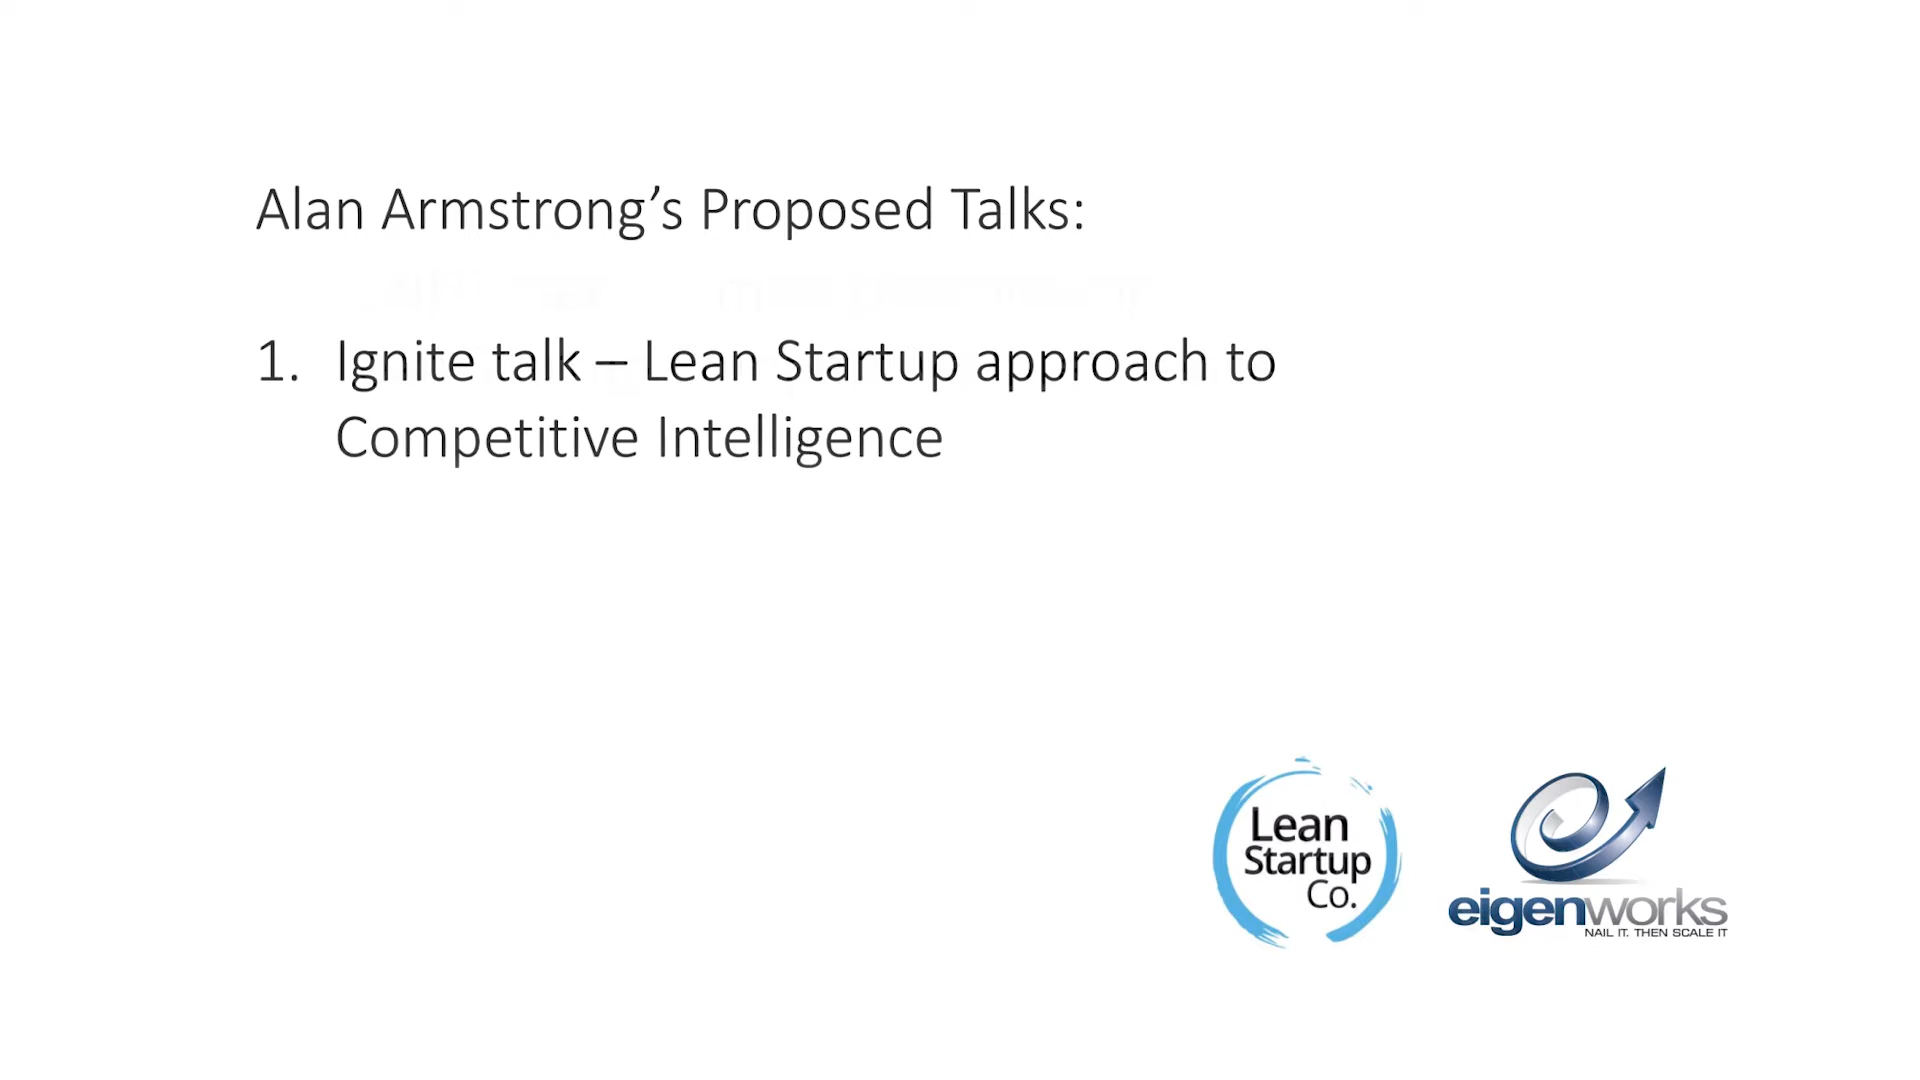 Alan Armstrong’s Proposed Talks:
1. Ignite talk – Lean Startup approach to
Competitive Intelligence
Lean
Startup
Co.
eigenworks
NAIL IT. THEN SCALE IT